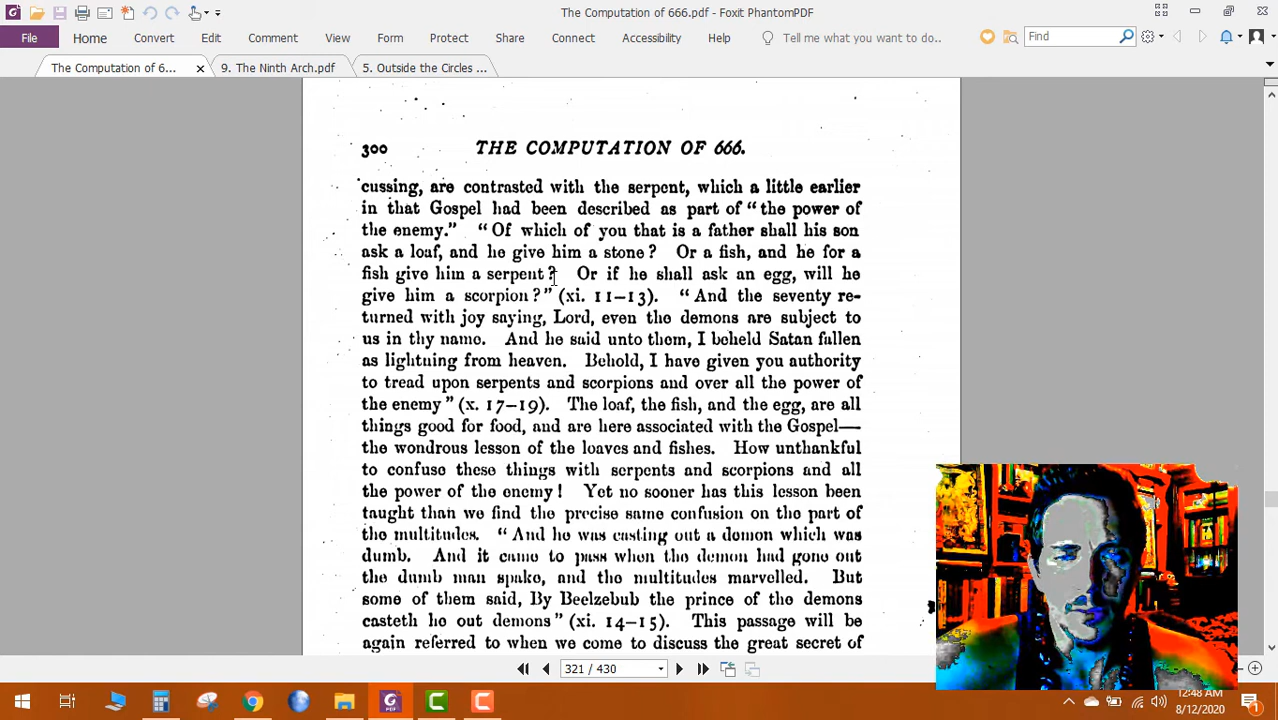 The Computation of 666.pdf - Foxit PhantomPDF
File Home Convert Edit Comment View Form Protect Share Connect Accessibility Help Tell me what you want to do.. Find
The Computation of 6... 9. The Ninth Arch.pdf 5. Outside the Circles ...
300 THE COMPUTATION OF 666.
cussing, are contrasted with the serpent, which a little earlier
in that Gospel had been described as part of "the power of
the enemy." "Of which of you that is a father shall his son
ask a loaf, and he give him a stone? Or a fish, and he for a
fish give him a serpent? Or if he shall ask an egg, will he
give him a scorpion?" (xi. 11–13). "And the seventy re-
turned with joy saying, Lord, even the demons are subject to
us in thy name. And he said unto them, I beheld Satan fallen
as lightning from heaven. Behold, I have given you authority
to tread upon serpents and scorpions and over all the power of
the enemy" (x. 17–19). The loaf, the fish, and the egg, are all
things good for food, and are here associated with the Gospel—
the wondrous lesson of the loaves and fishes. How unthankful
to confuse these things with serpents and scorpions and all
the power of the enemy! Yet no sooner has this lesson been
taught than we find the precise same confusion on the part of
the multitudes. "And he was casting out a demon which was
dumb. And it came to pass when the demon had gone out
the dumb man spake, and the multitudes marvelled. But
some of them said, By Beelzebub the prince of the demons
casteth he out demons" (xi. 14–15). This passage will be
again referred to when we come to discuss the great secret of
321 / 430
12:48 AM
8/12/2020